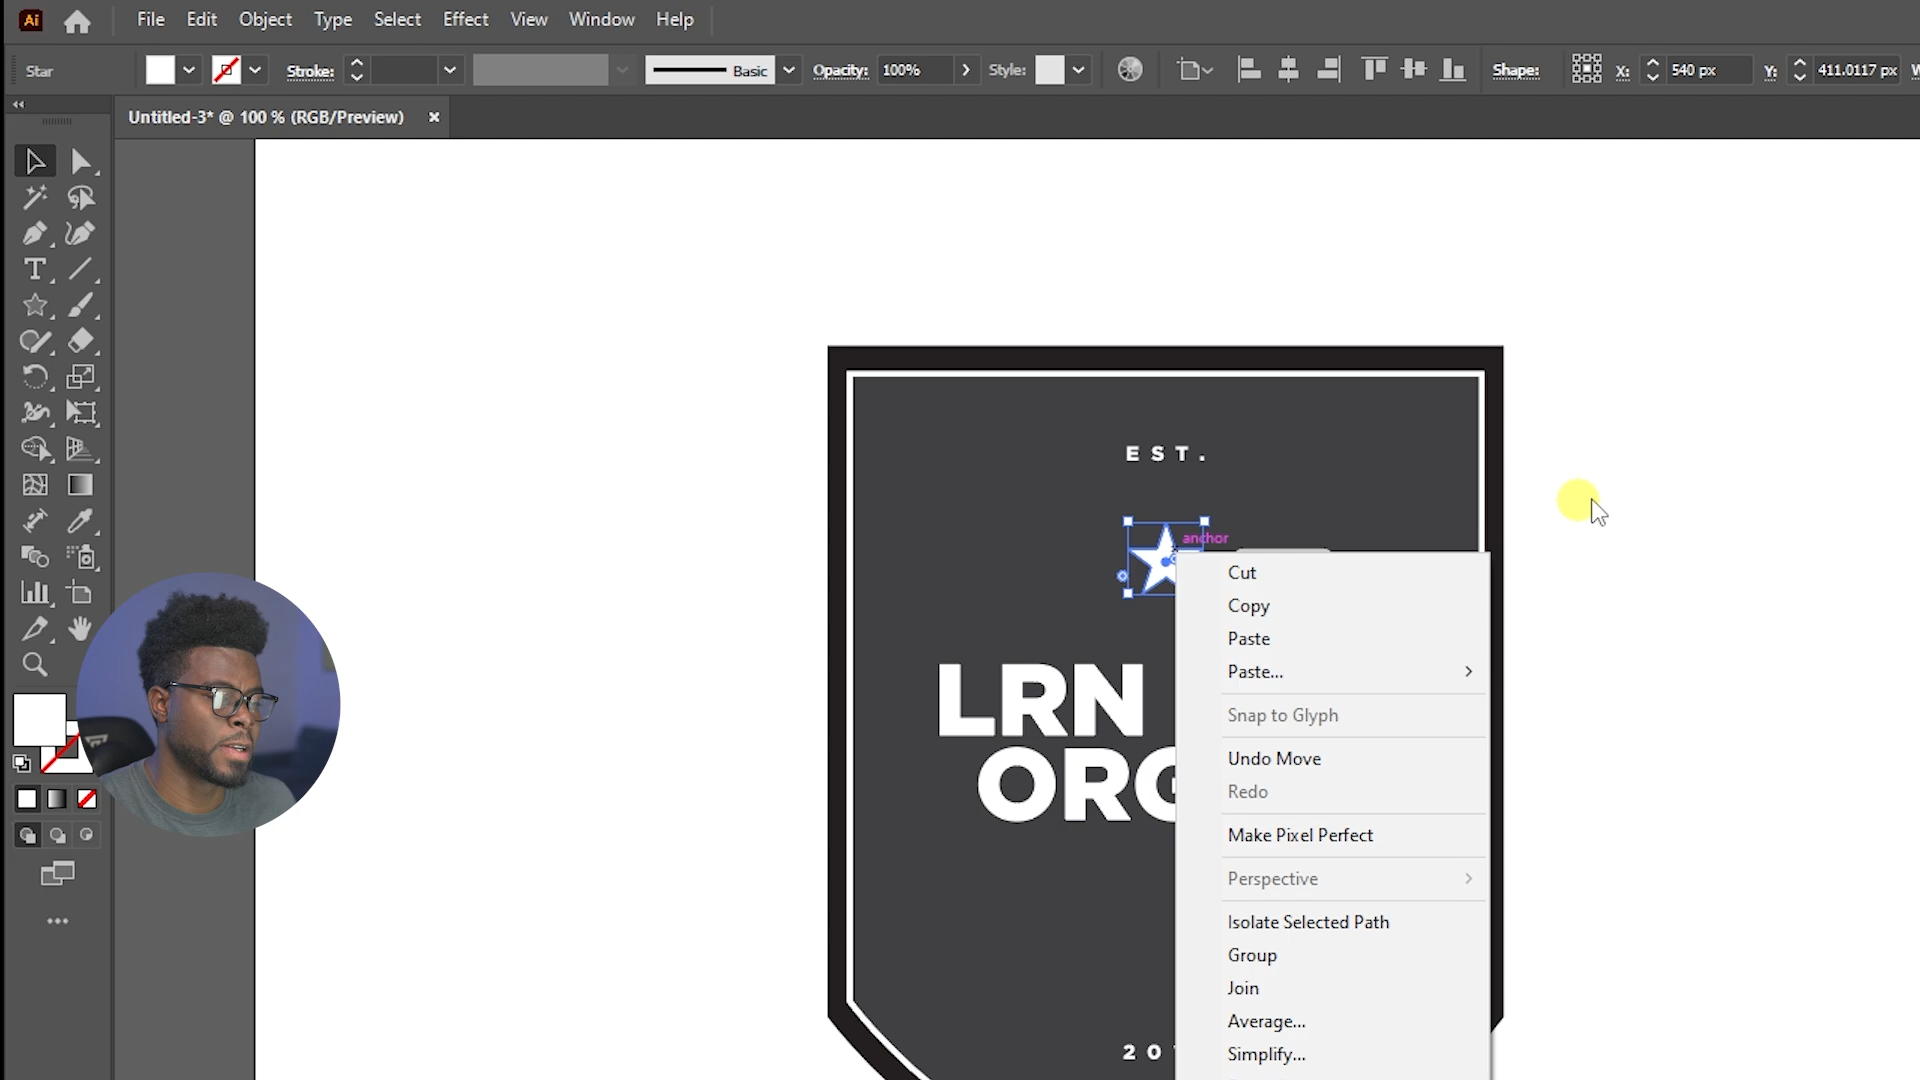 Ai File Edit Object Type Select Effect View Window Help
Star Stroke: Basic Opacity: 100% Style: Shape: X: 540 px Y: 411.0117 px W
Untitled-3* @ 100 % (RGB/Preview) ×
EST.
anchor
LRN
ORG
Cut
Copy
Paste
Paste...
Snap to Glyph
Undo Move
Redo
Make Pixel Perfect
Perspective
Isolate Selected Path
Group
Join
Average...
Simplify...
20